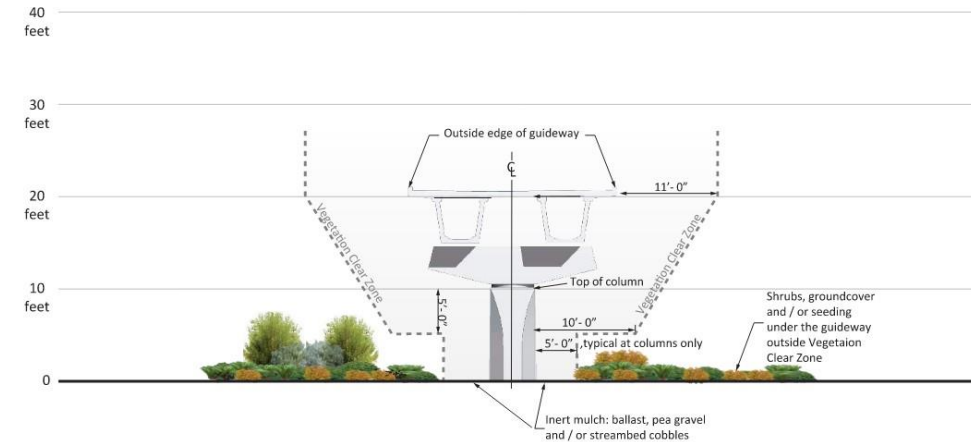 40
feet
30
feet
Outside edge of guideway
℄
11'- 0"
20
feet
Vegetation Clear Zone
Vegetation Clear Zone
10
feet
Top of column
5'- 0"
Shrubs, groundcover
and / or seeding
under the guideway
outside Vegetaion
Clear Zone
10'- 0"
5'- 0" ,typical at columns only
0
Inert mulch: ballast, pea gravel
and / or streambed cobbles